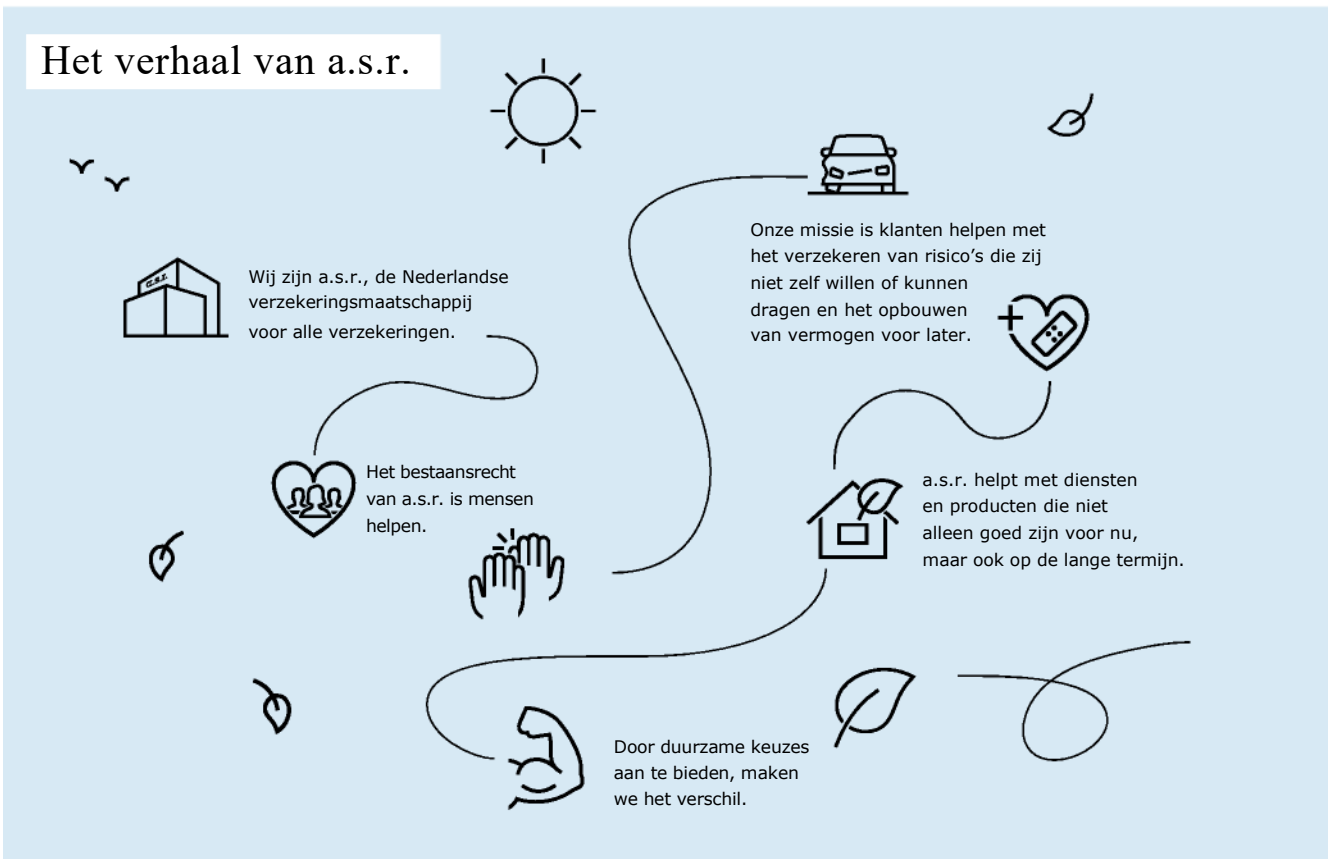 Het verhaal van a.s.r.
a.s.r.
Wij zijn a.s.r., de Nederlandse
verzekeringsmaatschappij
voor alle verzekeringen.
Het bestaansrecht
van a.s.r. is mensen
helpen.
Onze missie is klanten helpen met
het verzekeren van risico’s die zij
niet zelf willen of kunnen
dragen en het opbouwen
van vermogen voor later.
a.s.r. helpt met diensten
en producten die niet
alleen goed zijn voor nu,
maar ook op de lange termijn.
Door duurzame keuzes
aan te bieden, maken
we het verschil.